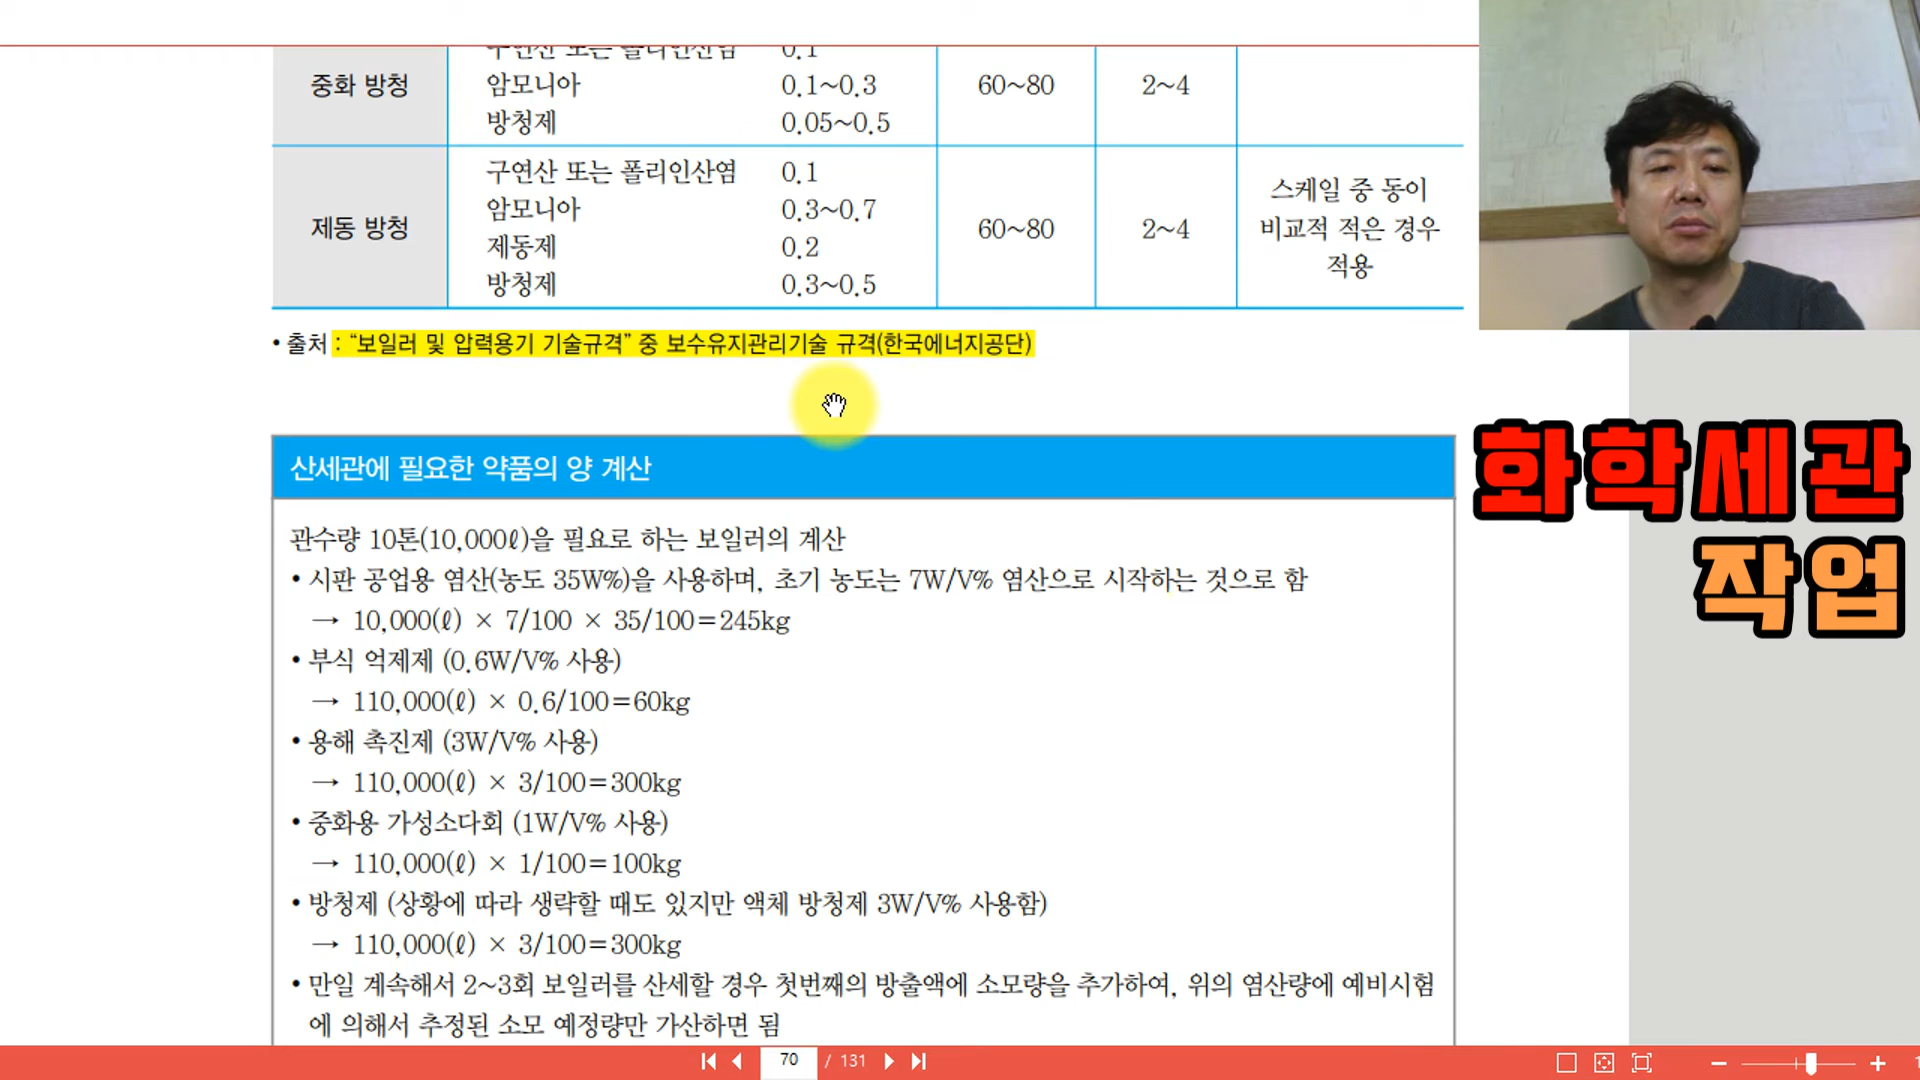 구연산 또는 폴리인산염 0.1
중화 방청
암모니아 0.1~0.3 60~80 2~4
방청제 0.05~0.5
구연산 또는 폴리인산염 0.1
암모니아 0.3~0.7
제동 방청
제동제 0.2
방청제 0.3~0.5
60~80
2~4
스케일 중 동이
비교적 적은 경우
적용
• 출처 : “보일러 및 압력용기 기술규격” 중 보수유지관리기술 규격(한국에너지공단)
화학세관
작업
산세관에 필요한 약품의 양 계산
관수량 10톤(10,000ℓ)을 필요로 하는 보일러의 계산
• 시판 공업용 염산(농도 35W%)을 사용하며, 초기 농도는 7W/V% 염산으로 시작하는 것으로 함
→ 10,000(ℓ) × 7/100 × 35/100=245kg
• 부식 억제제 (0.6W/V% 사용)
→ 110,000(ℓ) × 0.6/100=60kg
• 용해 촉진제 (3W/V% 사용)
→ 110,000(ℓ) × 3/100=300kg
• 중화용 가성소다회 (1W/V% 사용)
→ 110,000(ℓ) × 1/100=100kg
• 방청제 (상황에 따라 생략할 때도 있지만 액체 방청제 3W/V% 사용함)
→ 110,000(ℓ) × 3/100=300kg
• 만일 계속해서 2~3회 보일러를 산세할 경우 첫번째의 방출액에 소모량을 추가하여, 위의 염산량에 예비시험
에 의해서 추정된 소모 예정량만 가산하면 됨
70 / 131